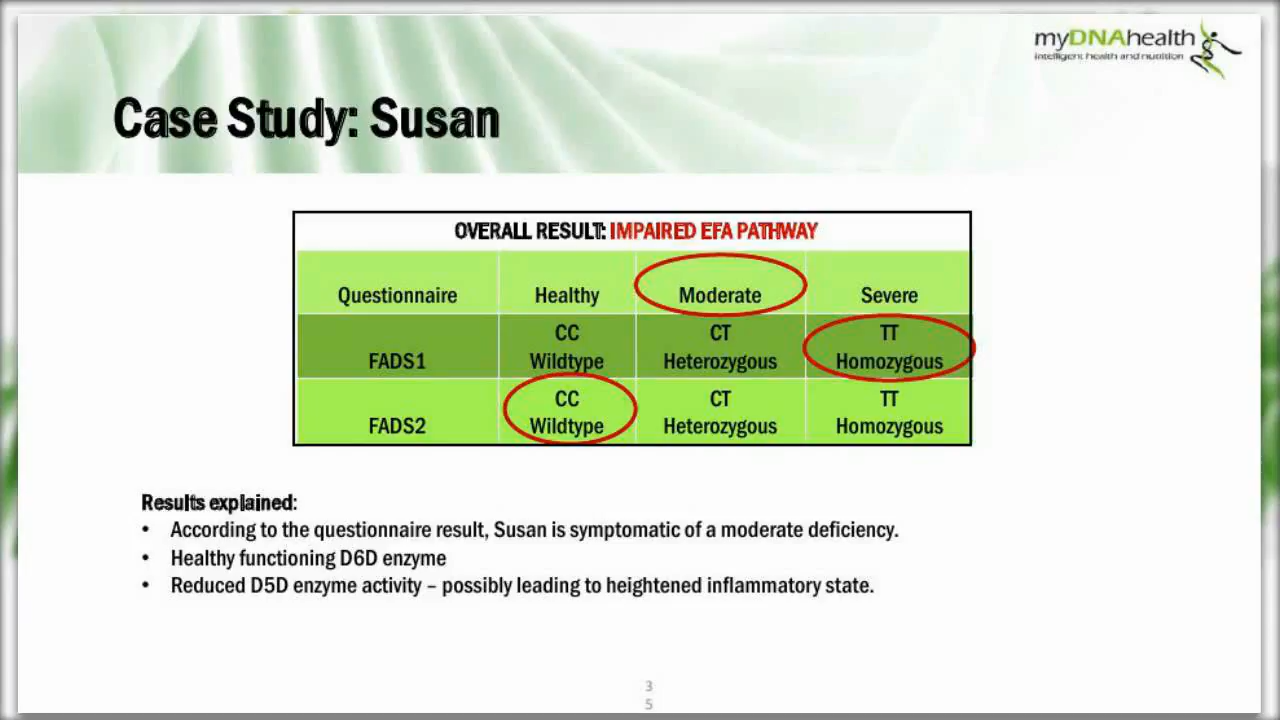 myDNAhealth
intelligent health and nutrition
Case Study: Susan
OVERALL RESULT: IMPAIRED EFA PATHWAY
Questionnaire Healthy Moderate Severe
CC CT TT
FADS1 Wildtype Heterozygous Homozygous
CC CT TT
FADS2 Wildtype Heterozygous Homozygous
Results explained:
• According to the questionnaire result, Susan is symptomatic of a moderate deficiency.
• Healthy functioning D6D enzyme
• Reduced D5D enzyme activity – possibly leading to heightened inflammatory state.
3
5